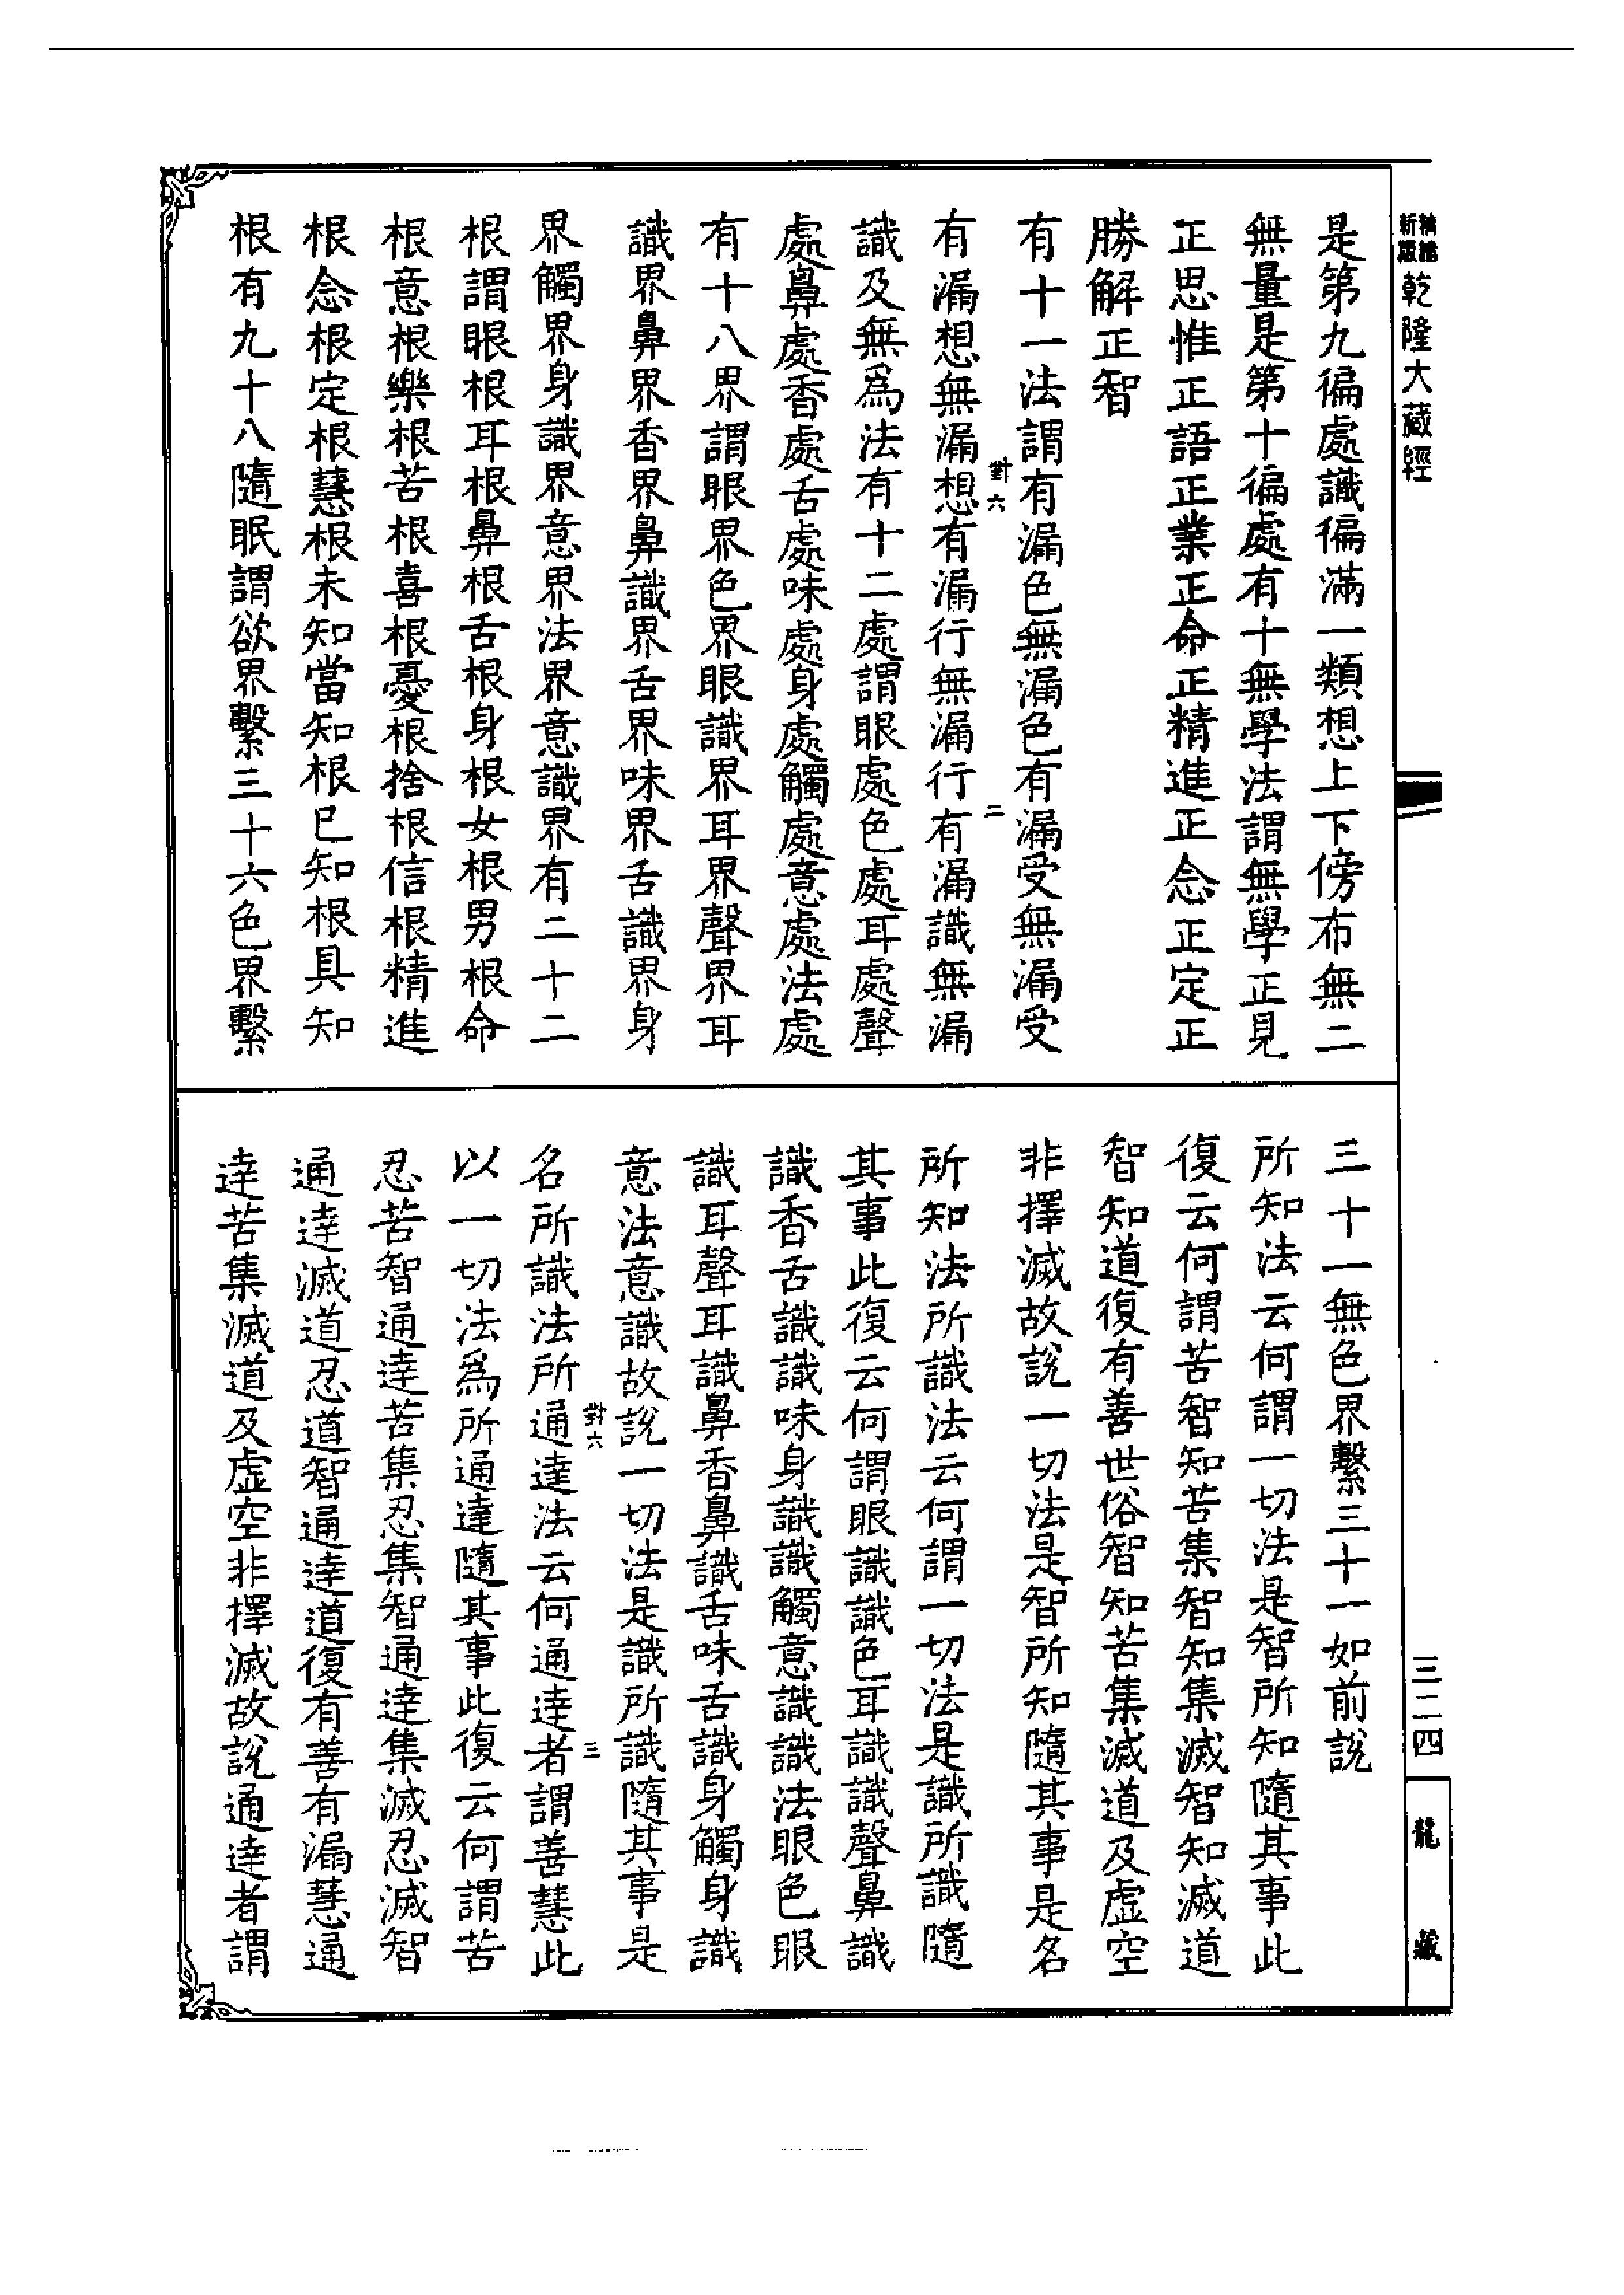 乾隆大藏經
是第九徧處識徧滿一類想上下傍布無二
無量是第十徧處有十無學法謂無學正見
正思惟正語正業正命正精進正念正定正
勝解正智
有十一法謂有漏色無漏色有漏受無漏受
對六
二
有漏想無漏想有漏行無漏行有漏識無漏
識及無爲法有十二處謂眼處色處耳處聲
處鼻處香處舌處味處身處觸處意處法處
有十八界謂眼界色界眼識界耳界聲界耳
識界鼻界香界鼻識界舌界味界舌識界身
界觸界身識界意界法界意識界有二十二
根謂眼根耳根鼻根舌根身根女根男根命
根意根樂根苦根喜根憂根捨根信根精進
根念根定根慧根未知當知根已知根具知
根有九十八隨眠謂欲界繫三十六色界繫
三十一無色界繫三十一如前說
所知法云何謂一切法是智所知隨其事此
復云何謂苦智知苦集智知集滅智知滅道
智知道復有善世俗智知苦集滅道及虛空
非擇滅故說一切法是智所知隨其事是名
所知法所識法云何謂一切法是識所識隨
其事此復云何謂眼識識色耳識識聲鼻識
識香舌識識味身識識觸意識識法眼色眼
識耳聲耳識鼻香鼻識舌味舌識身觸身識
意法意識故說一切法是識所識隨其事是
對六
三
名所識法所通達法云何通達者謂善慧此
以一切法爲所通達隨其事此復云何謂苦
忍苦智通達苦集忍集智通達集滅忍滅智
通達滅道忍道智通達道復有善有漏慧通
達苦集滅道及虛空非擇滅故說通達者謂
三二四
龍藏